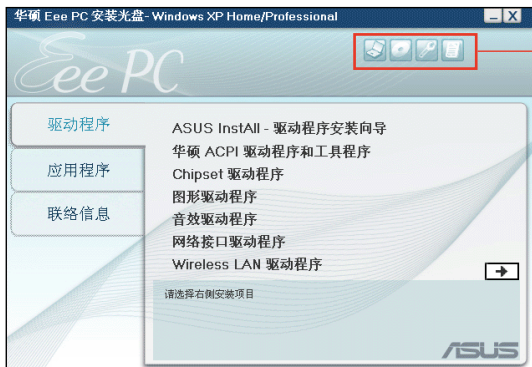 华硕 Eee PC 安装光盘- Windows XP Home/Professional
Eee PC
驱动程序
应用程序
联络信息
ASUS InstAll - 驱动程序安装向导
华硕 ACPI 驱动程序和工具程序
Chipset 驱动程序
图形驱动程序
音效驱动程序
网络接口驱动程序
Wireless LAN 驱动程序
请选择右侧安装项目
ASUS